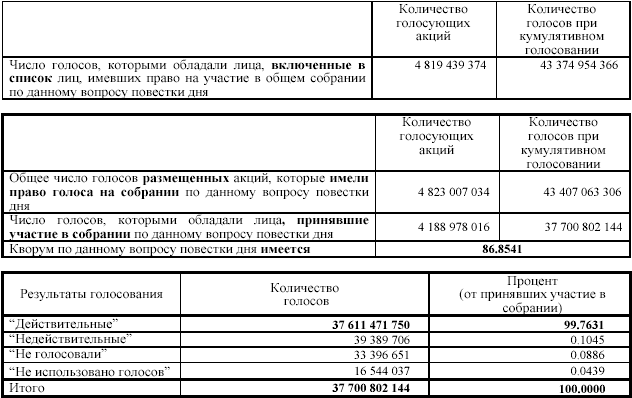 Количество голосующих акций
Количество голосов при кумулятивном голосовании
Число голосов, которыми обладали лица, включенные в
список лиц, имевших право на участие в общем собрании
по данному вопросу повестки дня
4 819 439 374
43 374 954 366
Количество голосующих акций
Количество голосов при кумулятивном голосовании
Общее число голосов размещенных акций, которые имели
право голоса на собрании по данному вопросу повестки
дня
4 823 007 034
43 407 063 306
Число голосов, которыми обладали лица, принявшие
участие в собрании по данному вопросу повестки дня
4 188 978 016
37 700 802 144
Кворум по данному вопросу повестки дня имеется
86.8541
Результаты голосования
Количество голосов
Процент (от принявших участие в собрании)
“Действительные”
37 611 471 750
99.7631
“Недействительные”
39 389 706
0.1045
“Не голосовали”
33 396 651
0.0886
“Не использовано голосов”
16 544 037
0.0439
Итого
37 700 802 144
100,0000